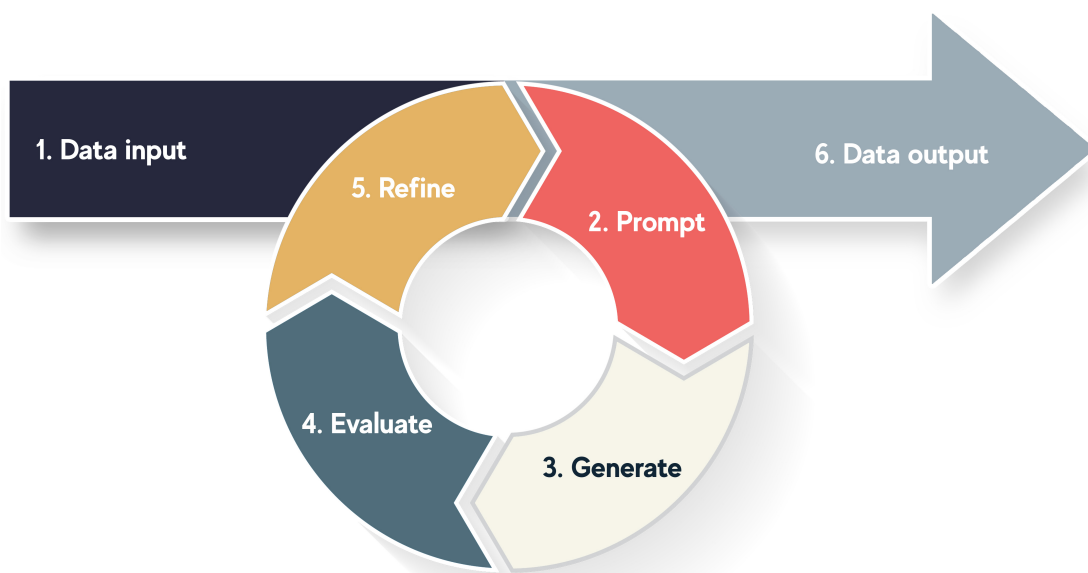 1. Data input
6. Data output
5. Refine
2. Prompt
4. Evaluate
3. Generate